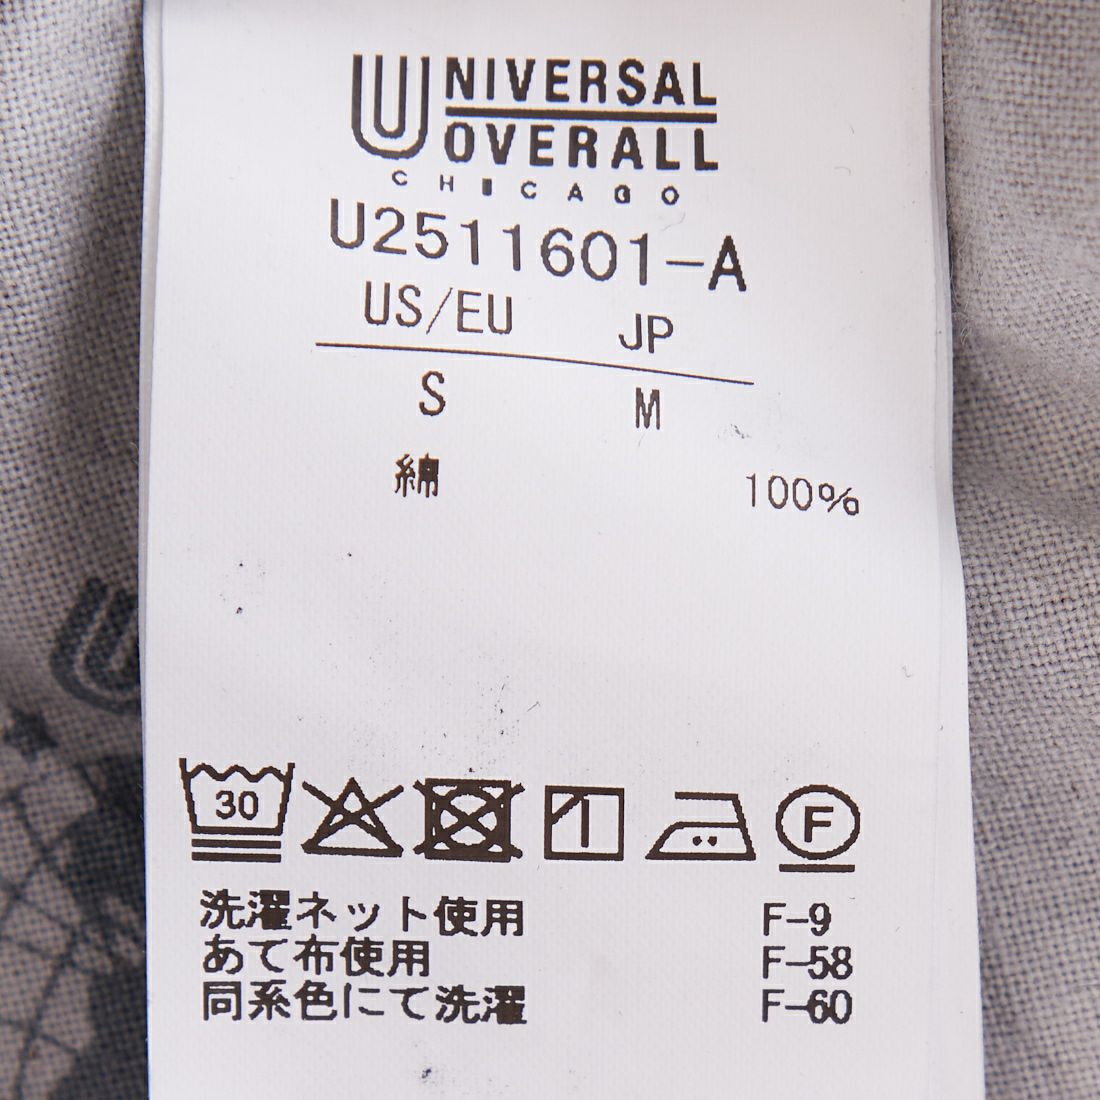 UNIVERSAL
OVERALL
CHICAGO
U2511601-A
US/EU JP
S M
綿 100%
30
F
洗濯ネット使用 F-9
あて布使用 F-58
同系色にて洗濯 F-60